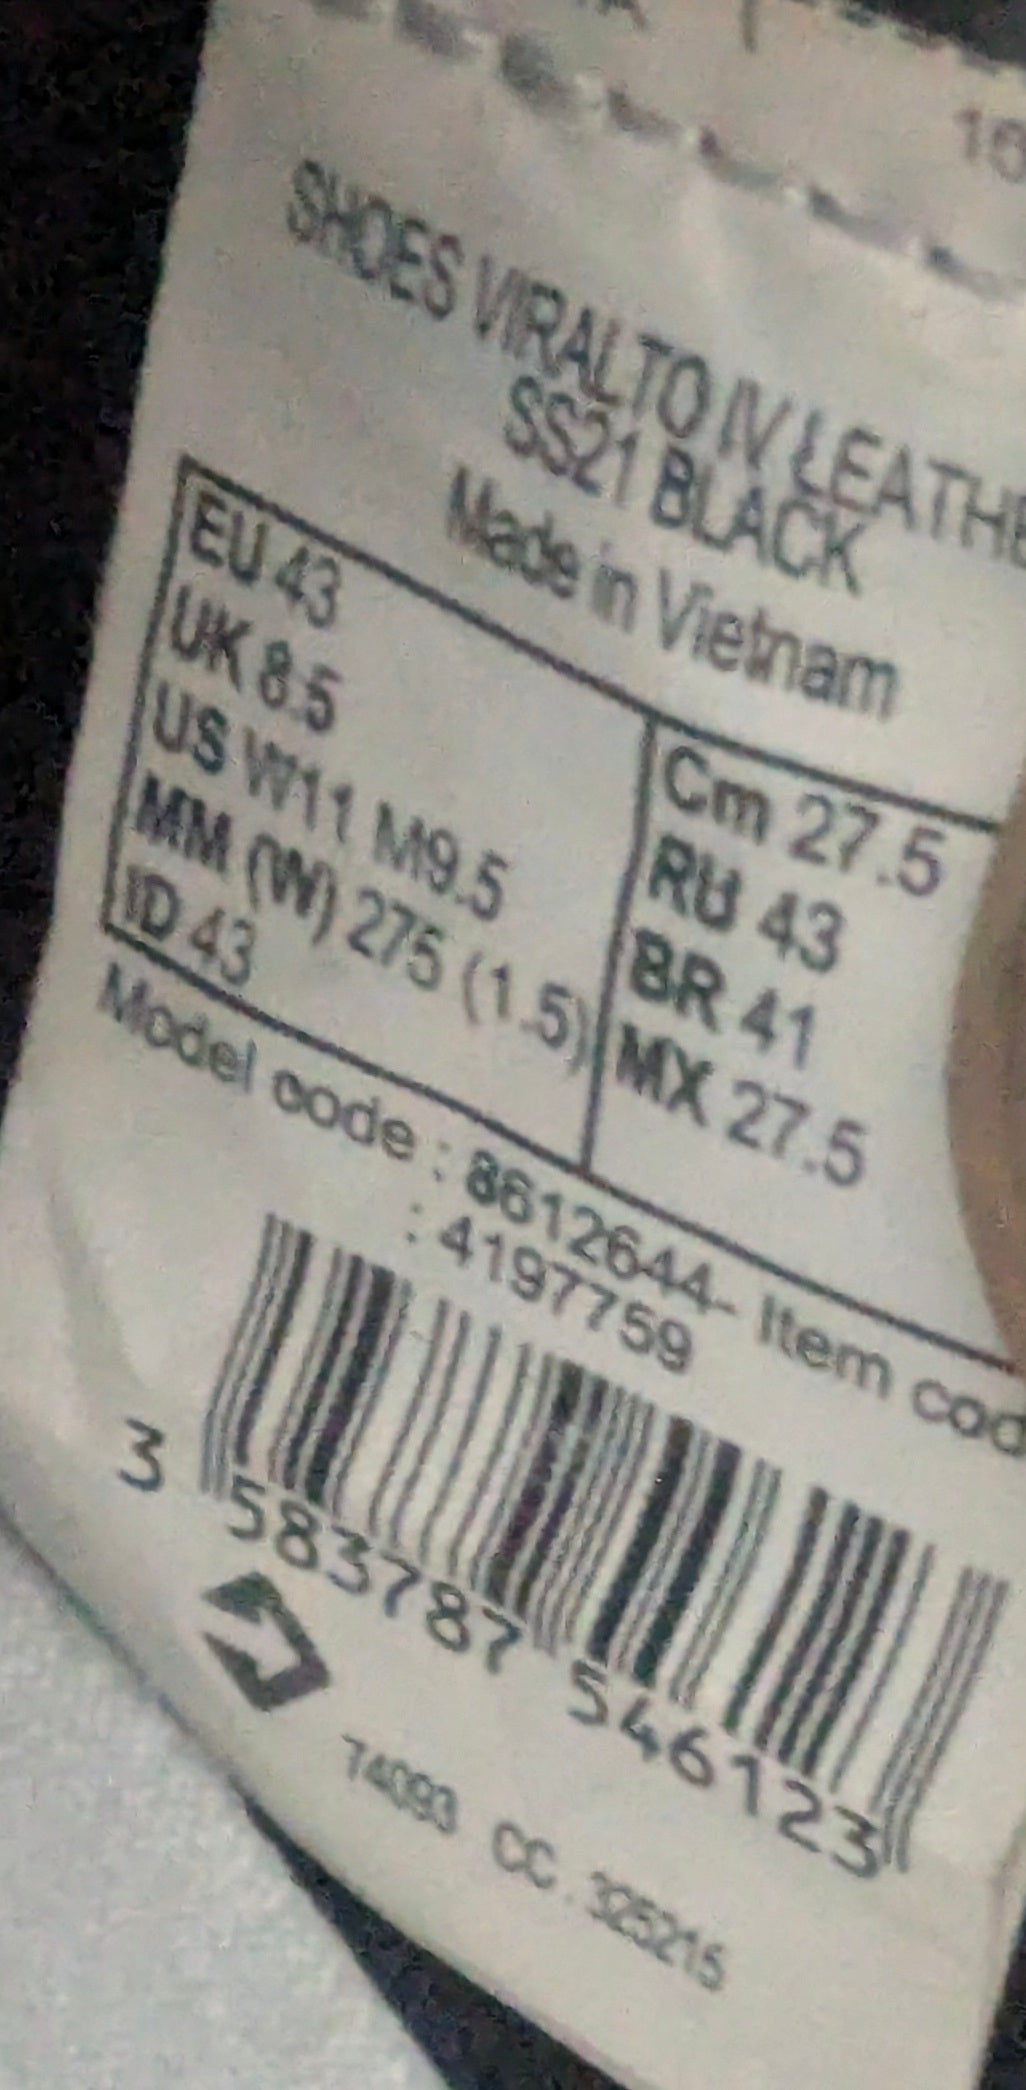 16
SHOES VIRALTO IV LEATHE
SS21 BLACK
Made in Vietnam
EU 43
UK 8.5
US W11 M9.5
MM (W) 275 (1.5)
ID 43
Cm 27.5
RU 43
BR 41
MX 27.5
Model code : 8612644- Item cod
: 4197759
3 583787 546123
74093 CC . 325215